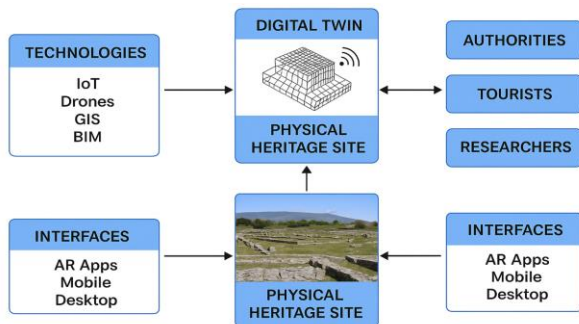 TECHNOLOGIES
IoT
Drones
GIS
BIM
DIGITAL TWIN
PHYSICAL
HERITAGE SITE
AUTHORITIES
TOURISTS
RESEARCHERS
INTERFACES
AR Apps
Mobile
Desktop
PHYSICAL
HERITAGE SITE
INTERFACES
AR Apps
Mobile
Desktop